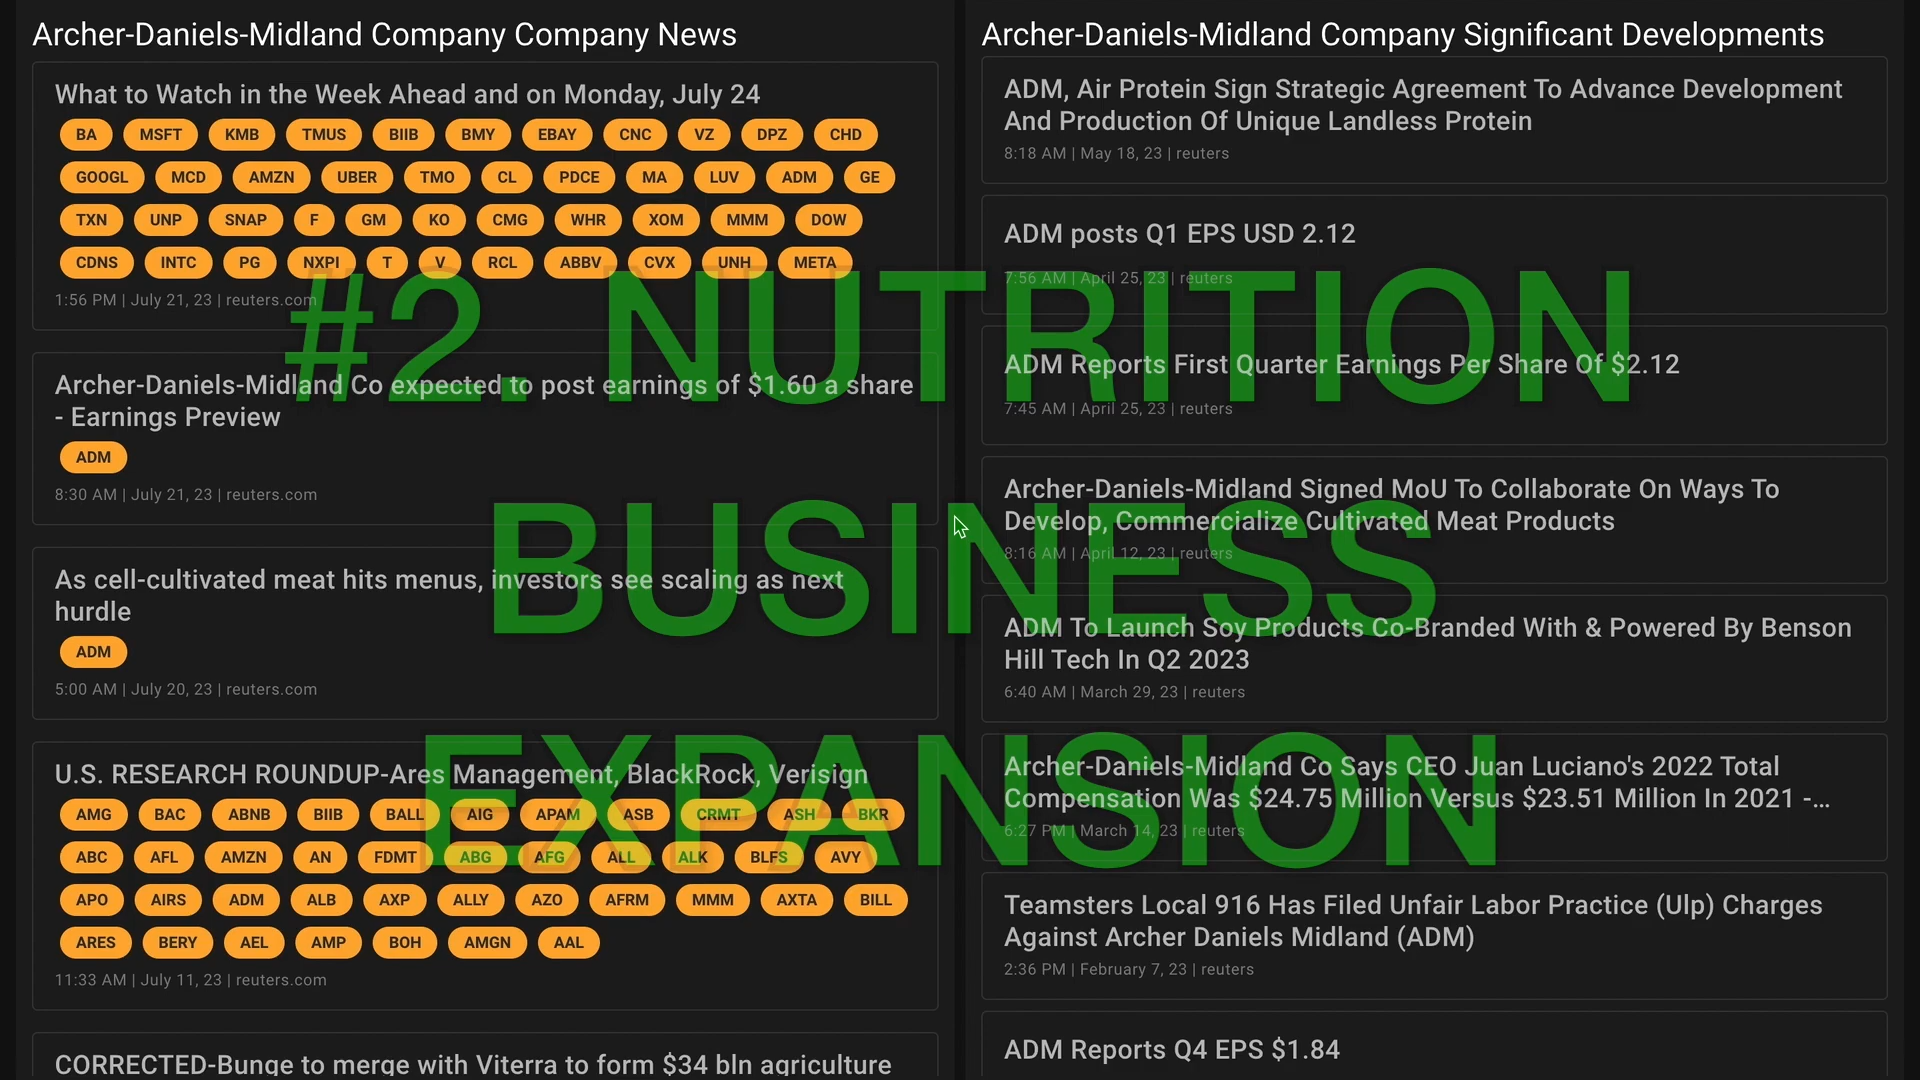 Archer-Daniels-Midland Company Company News
What to Watch in the Week Ahead and on Monday, July 24
BA MSFT KMB TMUS BIIB BMY EBAY CNC VZ DPZ CHD
GOOGL MCD AMZN UBER TMO CL PDCE MA LUV ADM GE
TXN UNP SNAP F GM KO CMG WHR XOM MMM DOW
CDNS INTC PG NXPI T V RCL ABBV CVX UNH META
1:56 PM | July 21, 23 | reuters.com
Archer-Daniels-Midland Co expected to post earnings of $1.60 a share
- Earnings Preview
ADM
8:30 AM | July 21, 23 | reuters.com
As cell-cultivated meat hits menus, investors see scaling as next
hurdle
ADM
5:00 AM | July 20, 23 | reuters.com
U.S. RESEARCH ROUNDUP-Ares Management, BlackRock, Verisign
AMG BAC ABNB BIIB BALL AIG APAM ASB CRMT ASH BKR
ABC AFL AMZN AN FDMT ABG AFG ALL ALK BLFS AVY
APO AIRS ADM ALB AXP ALLY AZO AFRM MMM AXTA BILL
ARES BERY AEL AMP BOH AMGN AAL
11:33 AM | July 11, 23 | reuters.com
CORRECTED-Bunge to merge with Viterra to form $34 bln agriculture
Archer-Daniels-Midland Company Significant Developments
ADM, Air Protein Sign Strategic Agreement To Advance Development
And Production Of Unique Landless Protein
8:18 AM | May 18, 23 | reuters
ADM posts Q1 EPS USD 2.12
7:56 AM | April 25, 23 | reuters
ADM Reports First Quarter Earnings Per Share Of $2.12
7:45 AM | April 25, 23 | reuters
Archer-Daniels-Midland Signed MoU To Collaborate On Ways To
Develop, Commercialize Cultivated Meat Products
8:16 AM | April 12, 23 | reuters
ADM To Launch Soy Products Co-Branded With & Powered By Benson
Hill Tech In Q2 2023
6:40 AM | March 29, 23 | reuters
Archer-Daniels-Midland Co Says CEO Juan Luciano's 2022 Total
Compensation Was $24.75 Million Versus $23.51 Million In 2021 -...
6:27 PM | March 14, 23 | reuters
Teamsters Local 916 Has Filed Unfair Labor Practice (Ulp) Charges
Against Archer Daniels Midland (ADM)
2:36 PM | February 7, 23 | reuters
ADM Reports Q4 EPS $1.84
#2. NUTRITION
BUSINESS
EXPANSION